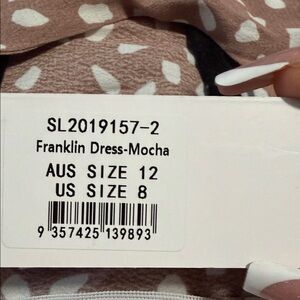 SL2019157-2
Franklin Dress-Mocha
AUS SIZE 12
US SIZE 8
9 357425 139893